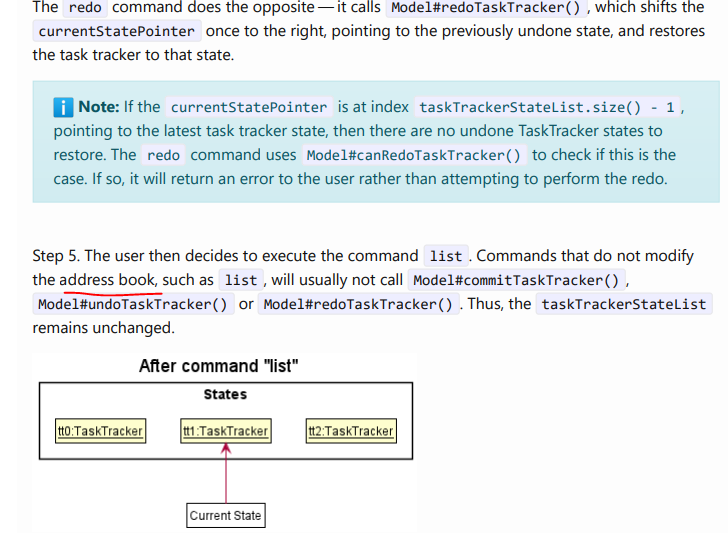 The redo command does the opposite — it calls Model#redoTaskTracker() , which shifts the
currentStatePointer once to the right, pointing to the previously undone state, and restores
the task tracker to that state.
i Note: If the currentStatePointer is at index taskTrackerStateList.size() - 1 ,
pointing to the latest task tracker state, then there are no undone TaskTracker states to
restore. The redo command uses Model#canRedoTaskTracker() to check if this is the
case. If so, it will return an error to the user rather than attempting to perform the redo.
Step 5. The user then decides to execute the command list . Commands that do not modify
the address book, such as list , will usually not call Model#commitTaskTracker() ,
Model#undoTaskTracker() or Model#redoTaskTracker() . Thus, the taskTrackerStateList
remains unchanged.
After command "list"
States
tt0:TaskTracker tt1:TaskTracker tt2:TaskTracker
Current State